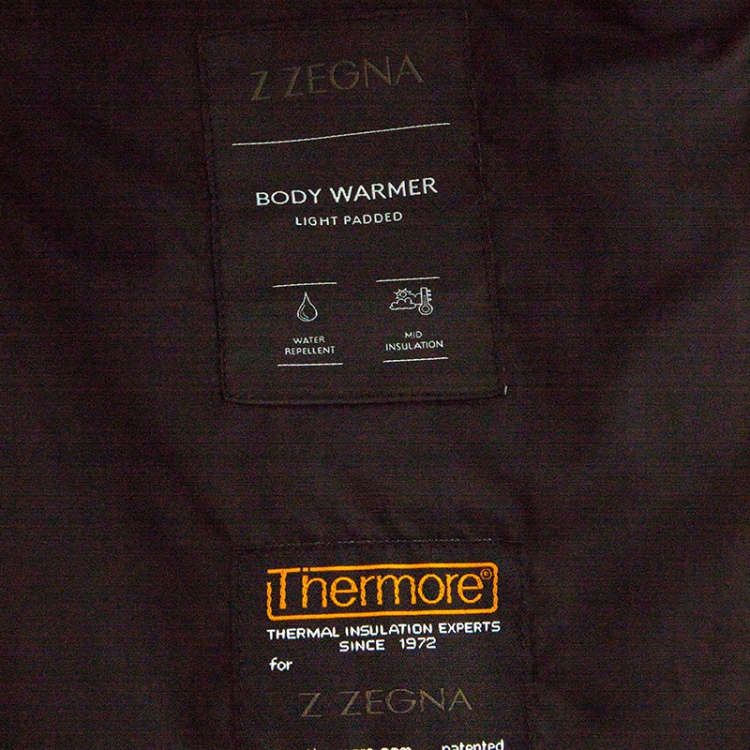 Z ZEGNA
BODY WARMER
LIGHT PADDED
WATER
REPELLENT
MID
INSULATION
Thermore®
THERMAL INSULATION EXPERTS
SINCE 1972
for
Z ZEGNA
patented